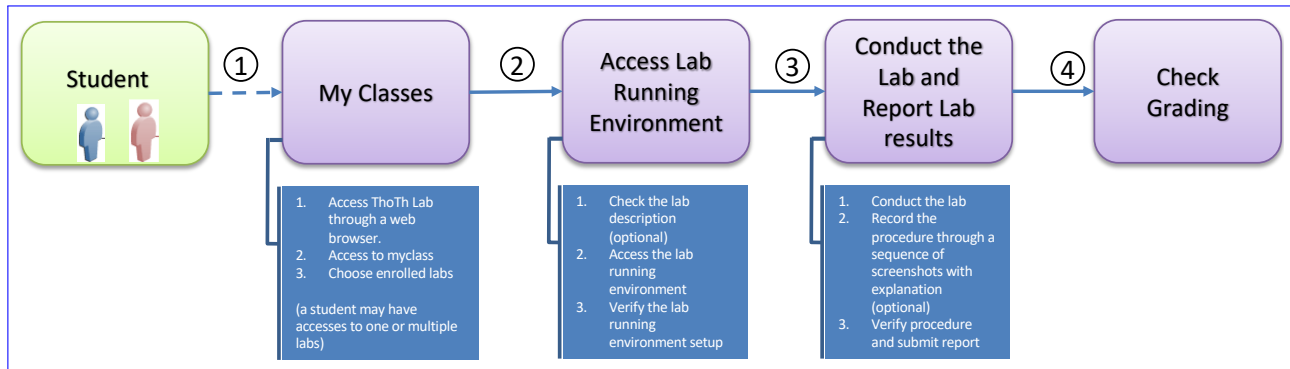 Student
1
My Classes
2
Access Lab
Running
Environment
3
Conduct the
Lab and
Report Lab
results
4
Check
Grading
1. Access ThoTh Lab
through a web
browser.
2. Access to myclass
3. Choose enrolled labs
(a student may have
accesses to one or multiple
labs)
1. Check the lab
description
(optional)
2. Access the lab
running
environment
3. Verify the lab
running
environment setup
1. Conduct the lab
2. Record the
procedure through a
sequence of
screenshots with
explanation
(optional)
3. Verify procedure
and submit report